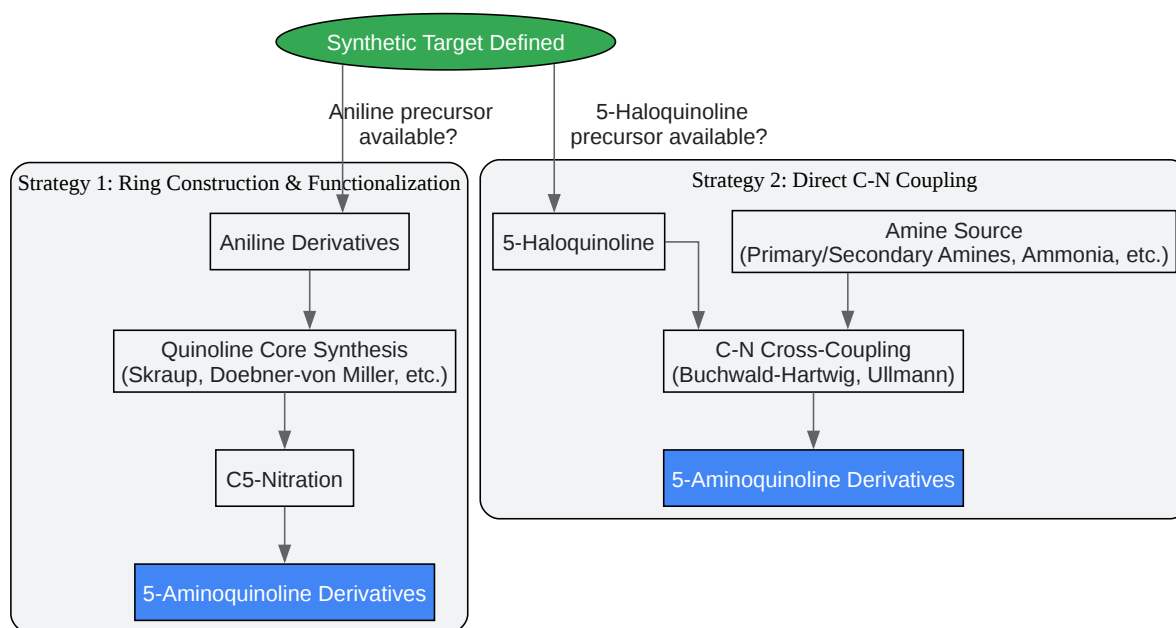 Synthetic Target Defined
Aniline precursor
available?
5-Haloquinoline
precursor available?
Strategy 1: Ring Construction & Functionalization
Aniline Derivatives
Quinoline Core Synthesis
(Skraup, Doebner-von Miller, etc.)
C5-Nitration
5-Aminoquinoline Derivatives
Strategy 2: Direct C-N Coupling
5-Haloquinoline
Amine Source
(Primary/Secondary Amines, Ammonia, etc.)
C-N Cross-Coupling
(Buchwald-Hartwig, Ullmann)
5-Aminoquinoline Derivatives